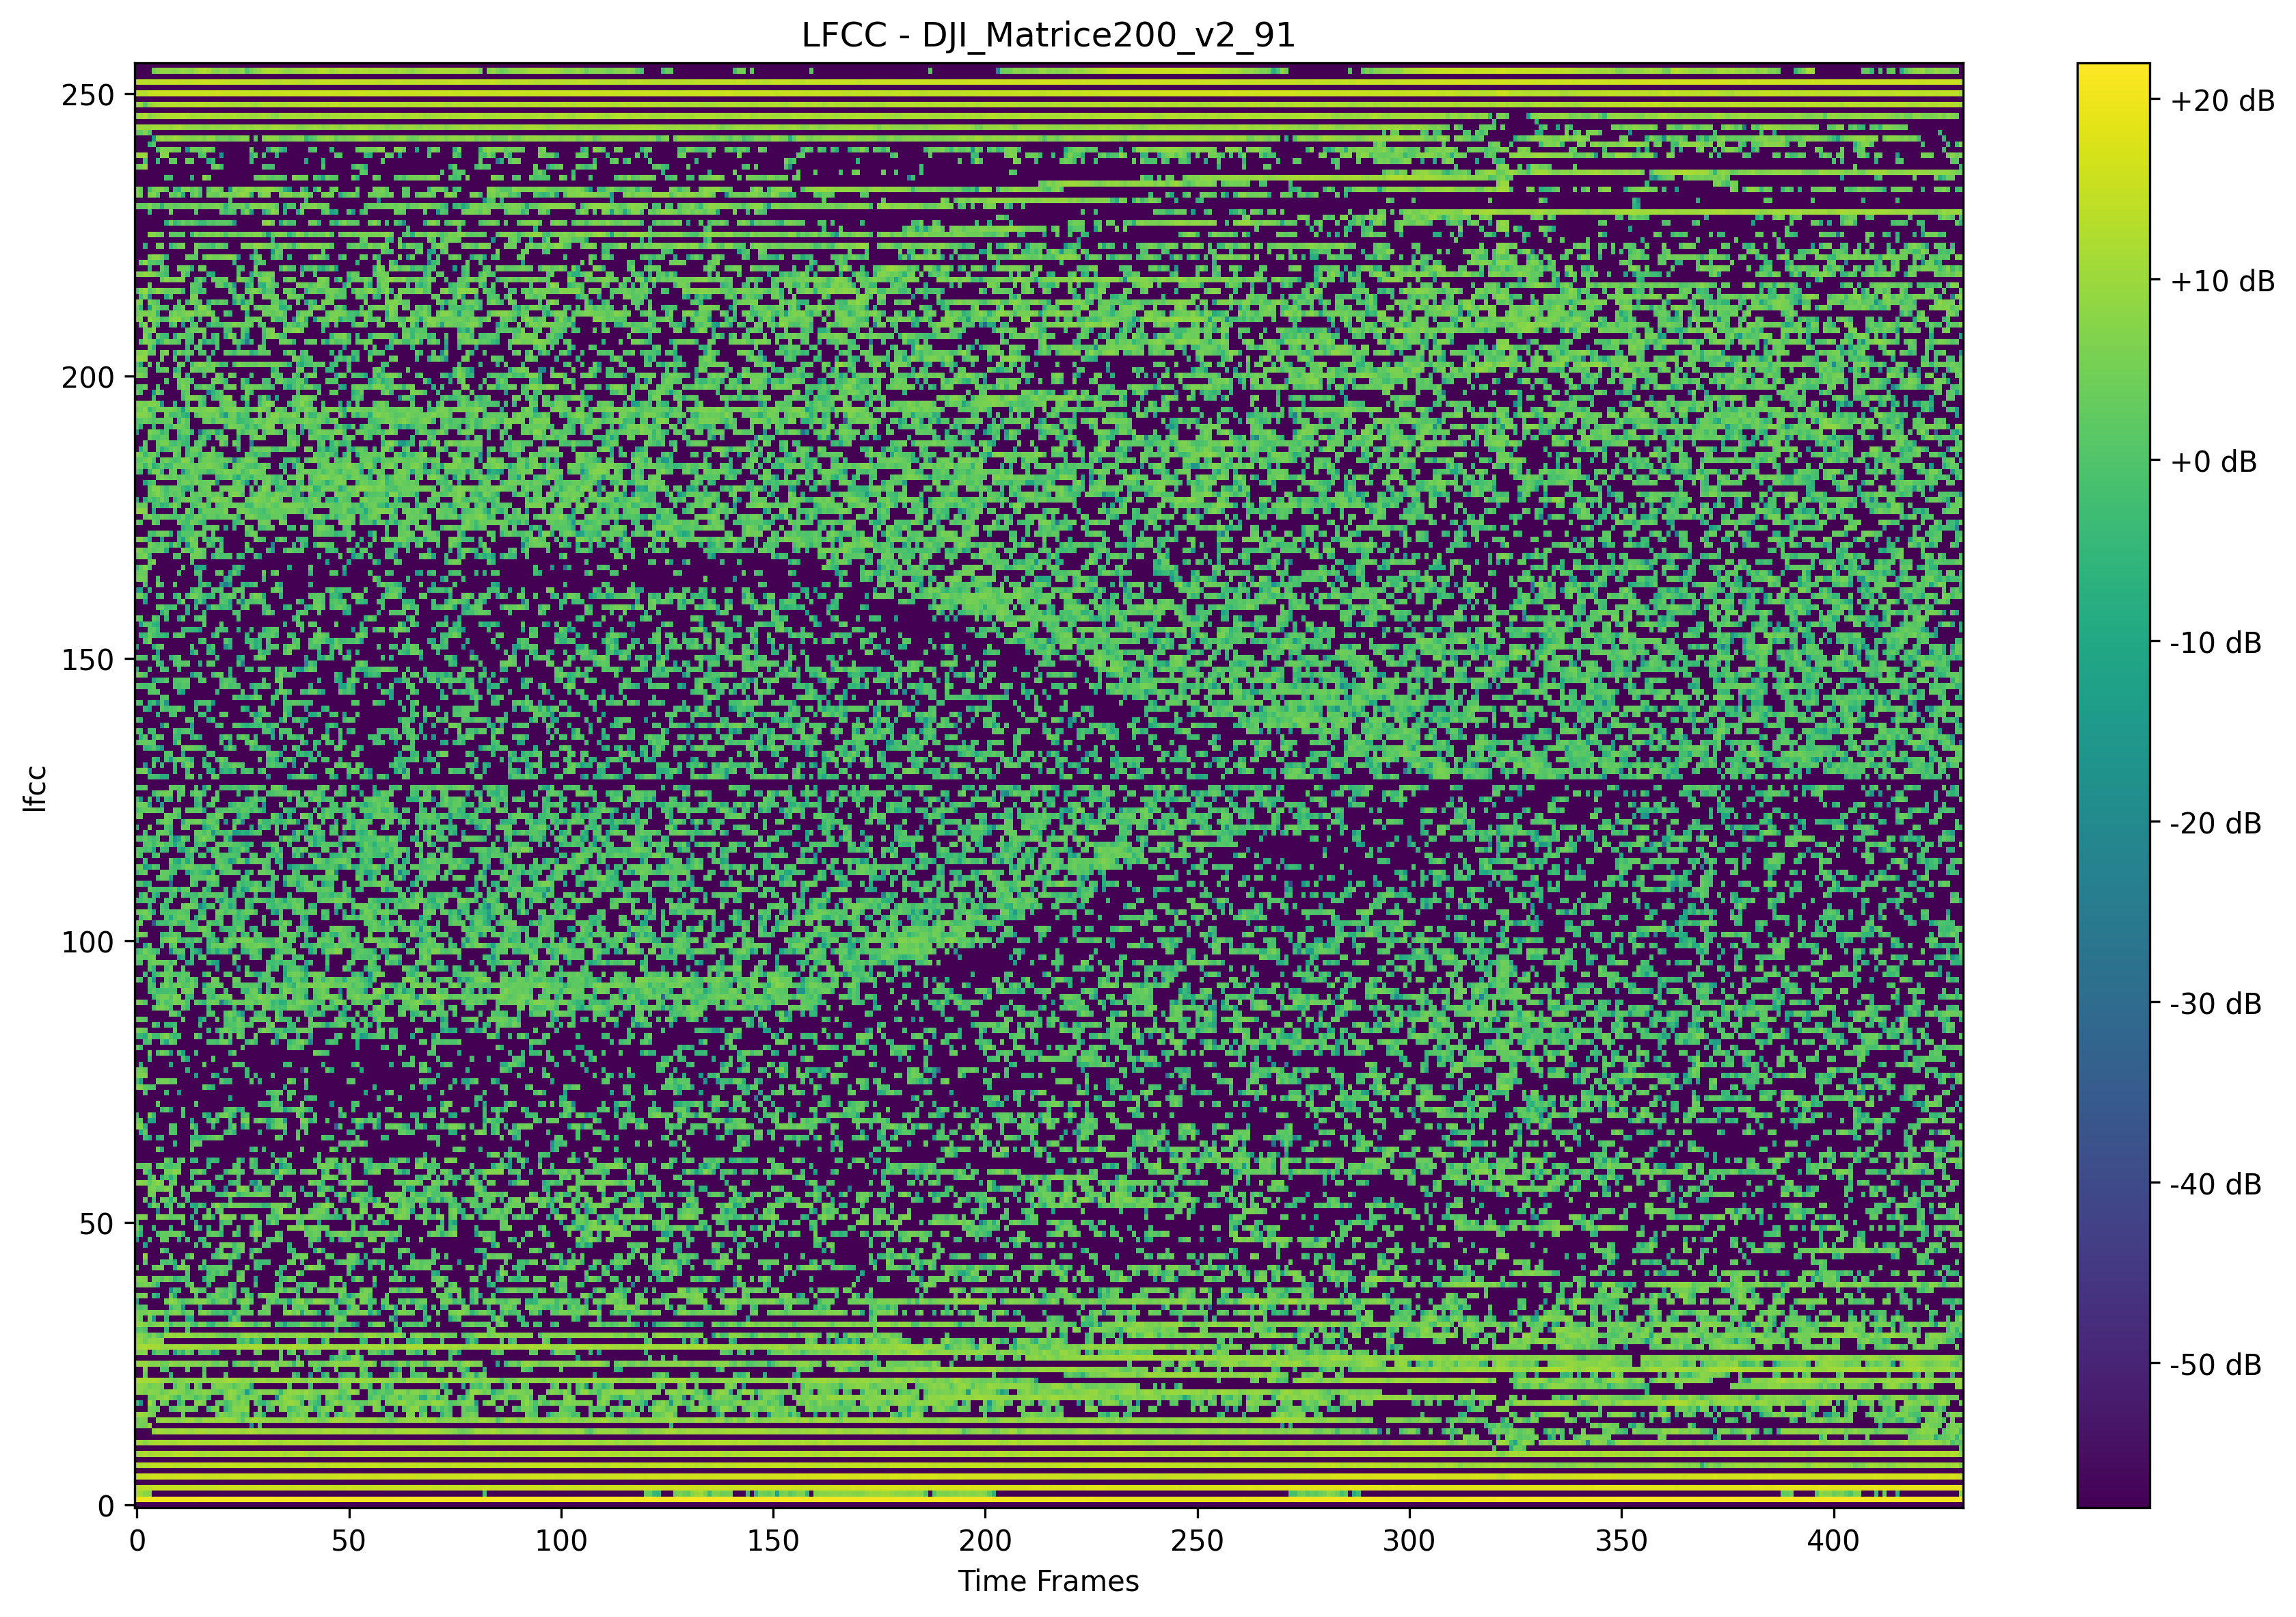 LFCC - DJI_Matrice200_v2_91
250
200
150
100
50
0
lfcc
0 50 100 150 200 250 300 350 400
Time Frames
+20 dB
+10 dB
+0 dB
-10 dB
-20 dB
-30 dB
-40 dB
-50 dB